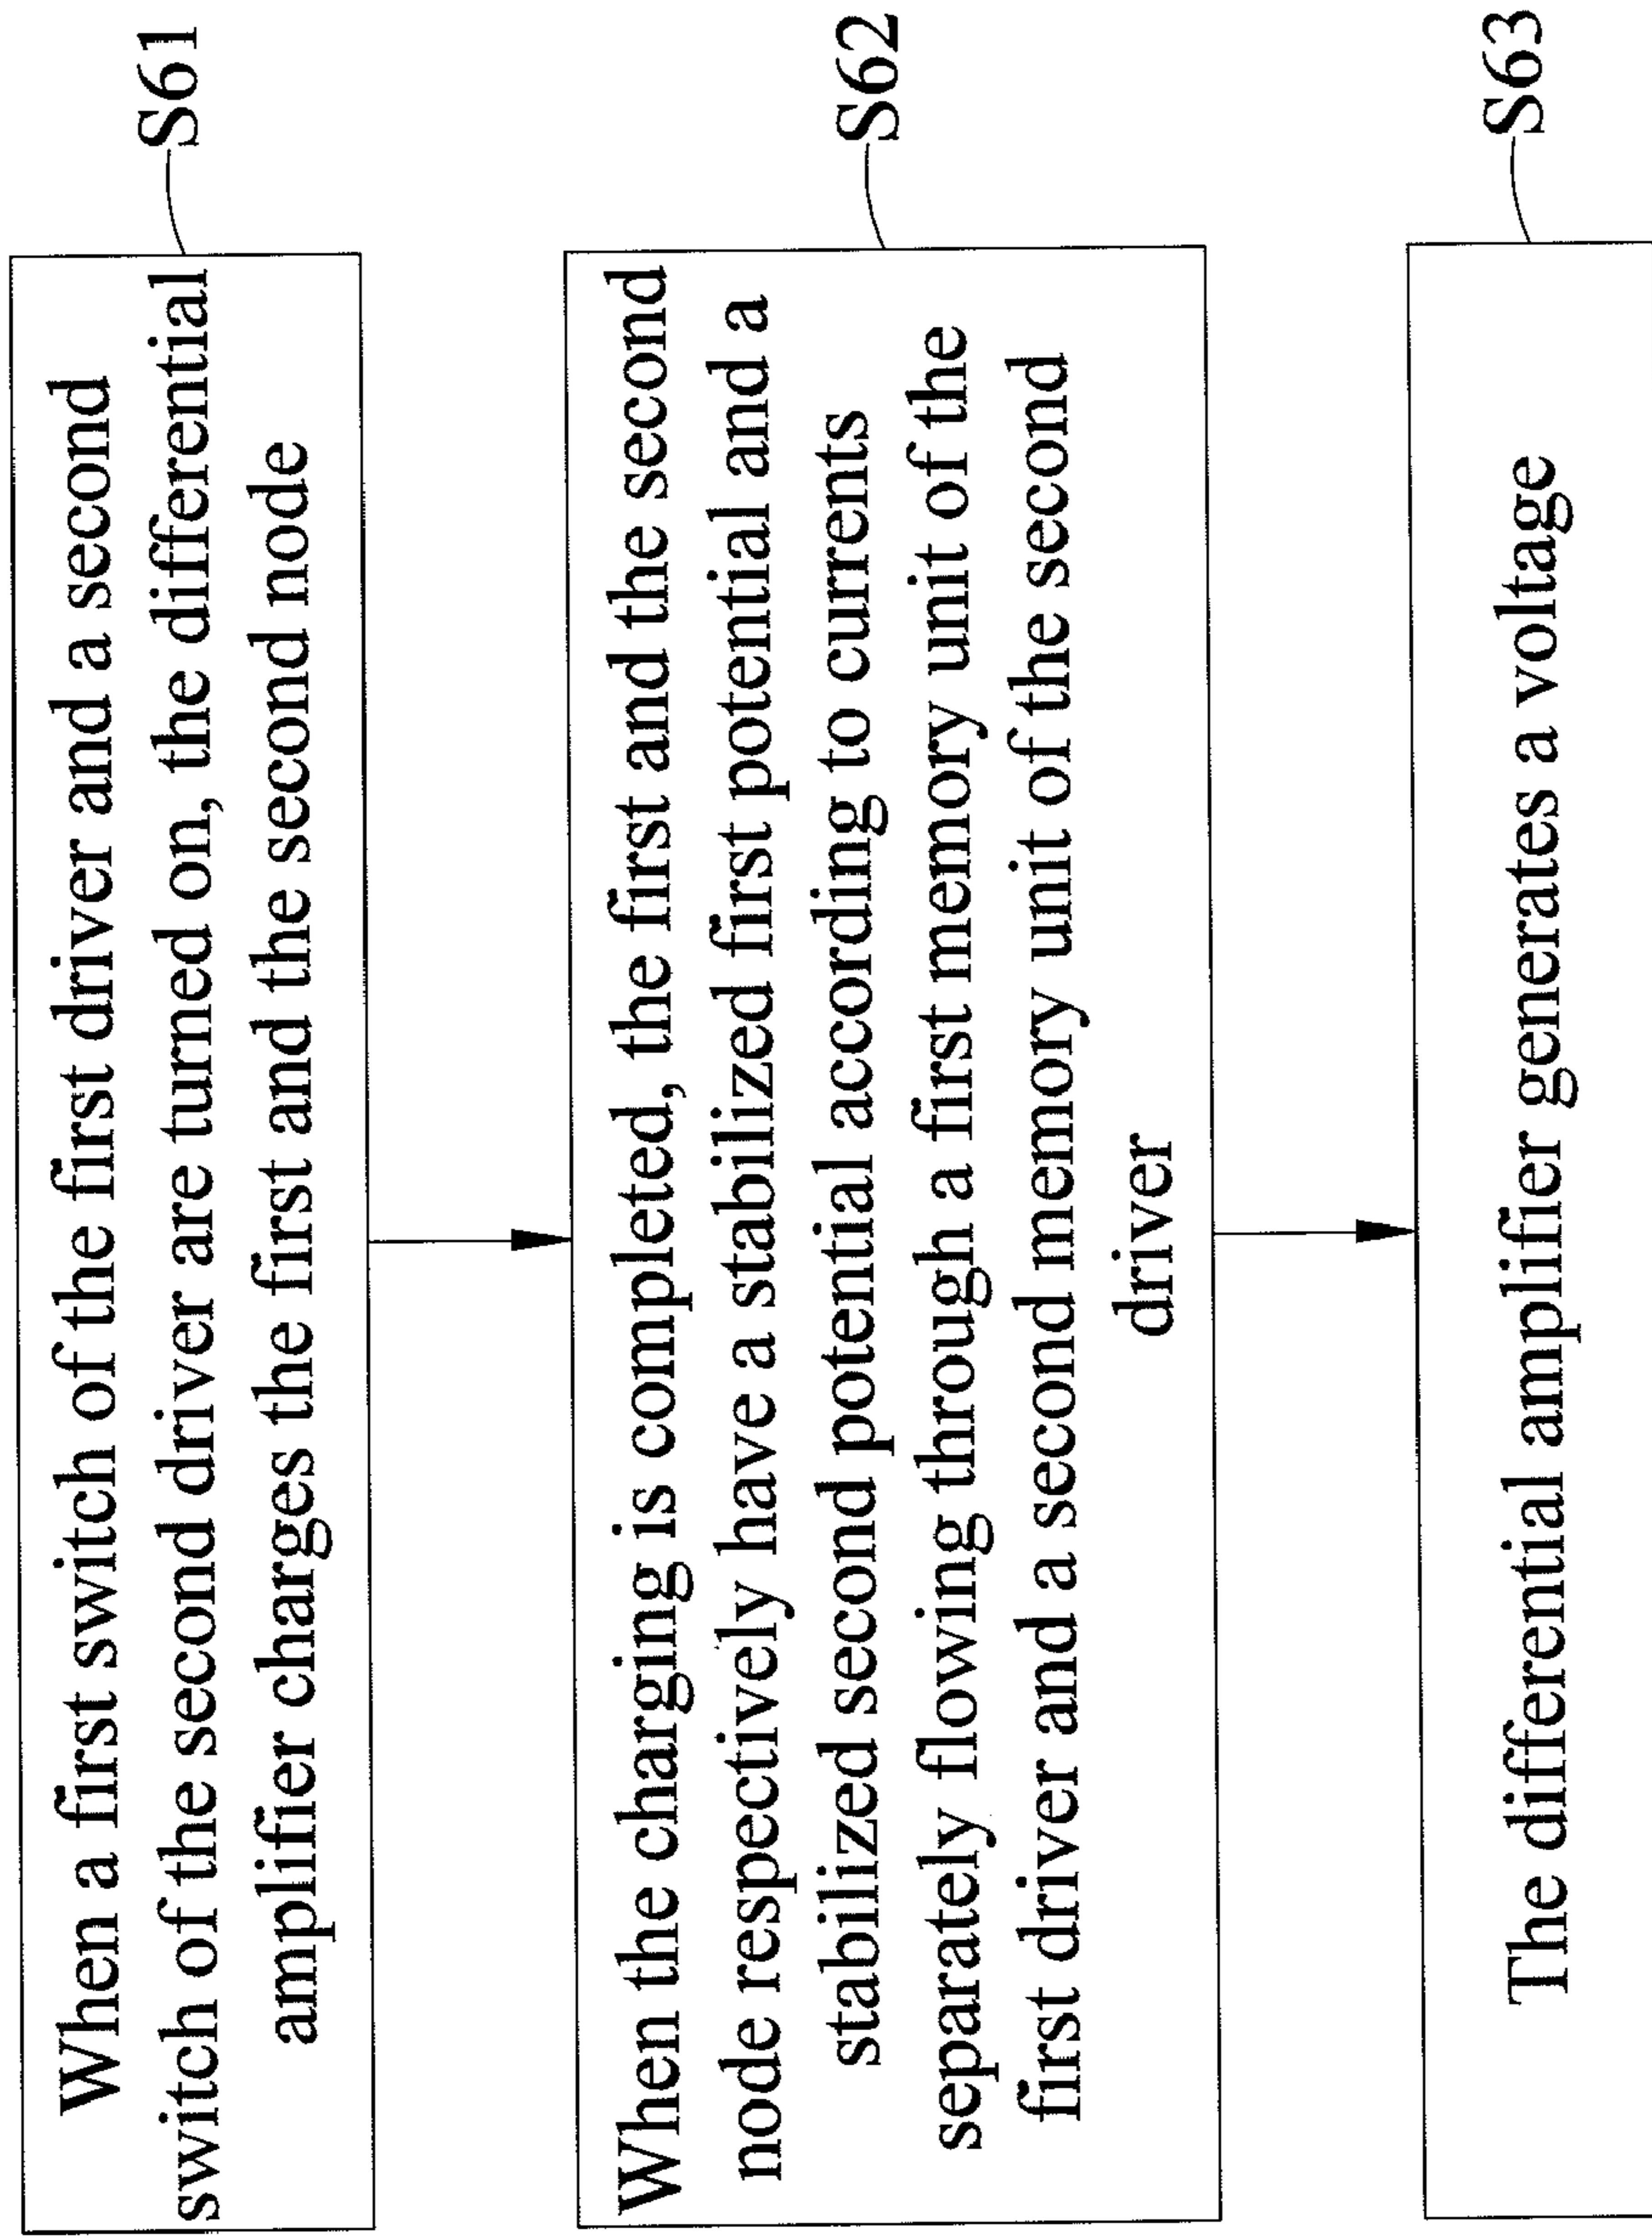 When a first switch of the first driver and a second
switch of the second driver are turned on, the differential
amplifier charges the first and the second node
S61
When the charging is completed, the first and the second
node respectively have a stabilized first potential and a
stabilized second potential according to currents
separately flowing through a first memory unit of the
first driver and a second memory unit of the second
driver
S62
The differential amplifier generates a voltage
S63